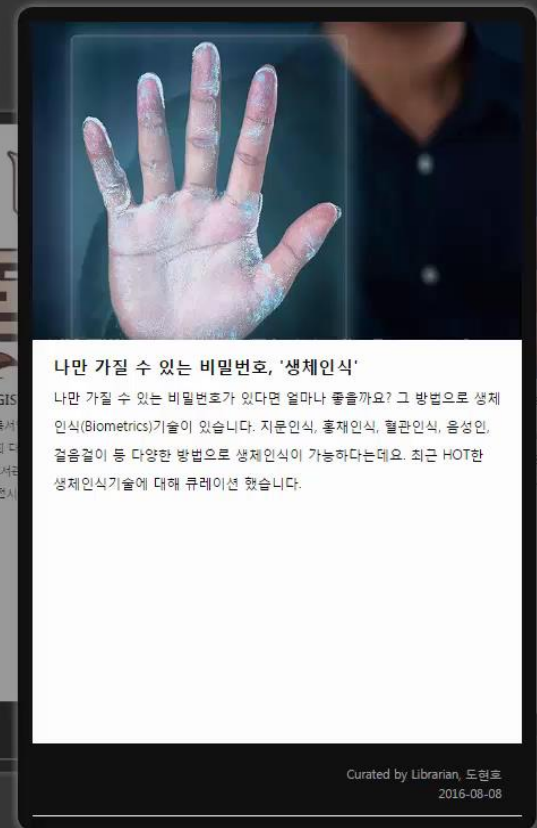 나만 가질 수 있는 비밀번호, '생체인식'
나만 가질 수 있는 비밀번호가 있다면 얼마나 좋을까요? 그 방법으로 생체
인식(Biometrics)기술이 있습니다. 지문인식, 홍채인식, 혈관인식, 음성인,
걸음걸이 등 다양한 방법으로 생체인식이 가능하다는데요. 최근 HOT한
생체인식기술에 대해 큐레이션 했습니다.
Curated by Librarian, 도현호
2016-08-08